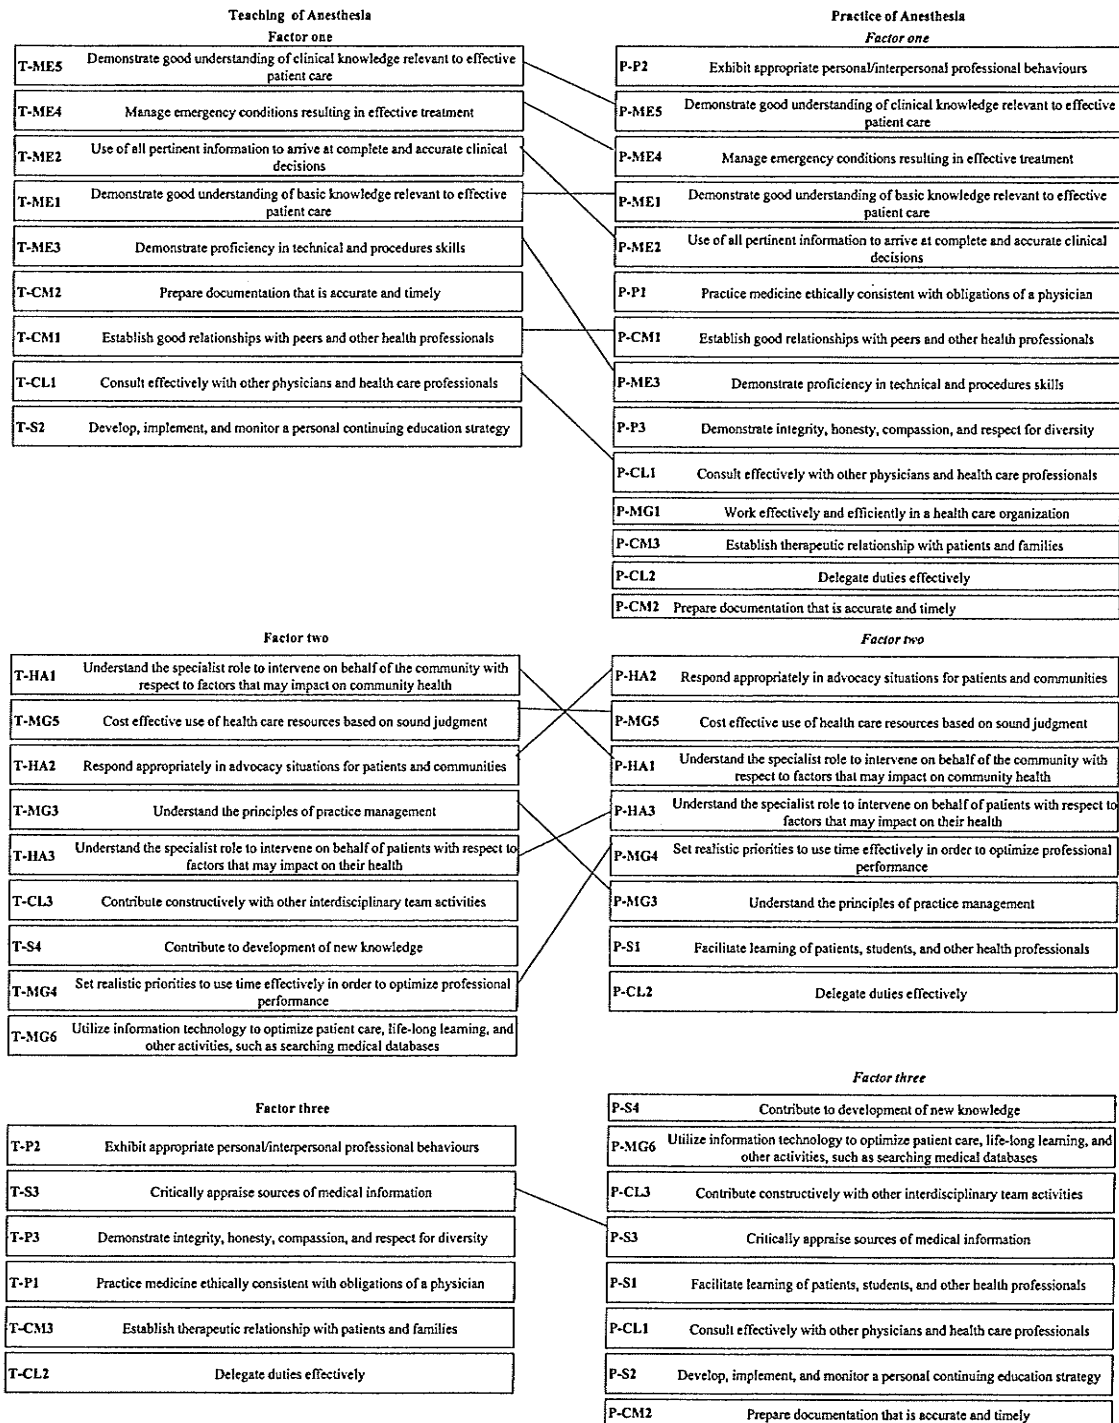 Teaching of Anesthesia
Factor one
T-ME5 Demonstrate good understanding of clinical knowledge relevant to effective
patient care
T-ME4 Manage emergency conditions resulting in effective treatment
T-ME2 Use of all pertinent information to arrive at complete and accurate clinical
decisions
T-ME1 Demonstrate good understanding of basic knowledge relevant to effective
patient care
T-ME3 Demonstrate proficiency in technical and procedures skills
T-CM2 Prepare documentation that is accurate and timely
T-CM1 Establish good relationships with peers and other health professionals
T-CL1 Consult effectively with other physicians and health care professionals
T-S2 Develop, implement, and monitor a personal continuing education strategy
Practice of Anesthesia
Factor one
P-P2 Exhibit appropriate personal/interpersonal professional behaviours
P-ME5 Demonstrate good understanding of clinical knowledge relevant to effective
patient care
P-ME4 Manage emergency conditions resulting in effective treatment
P-ME1 Demonstrate good understanding of basic knowledge relevant to effective
patient care
P-ME2 Use of all pertinent information to arrive at complete and accurate clinical
decisions
P-P1 Practice medicine ethically consistent with obligations of a physician
P-CM1 Establish good relationships with peers and other health professionals
P-ME3 Demonstrate proficiency in technical and procedures skills
P-P3 Demonstrate integrity, honesty, compassion, and respect for diversity
P-CL1 Consult effectively with other physicians and health care professionals
P-MG1 Work effectively and efficiently in a health care organization
P-CM3 Establish therapeutic relationship with patients and families
P-CL2 Delegate duties effectively
P-CM2 Prepare documentation that is accurate and timely
Factor two
T-HA1 Understand the specialist role to intervene on behalf of the community with
respect to factors that may impact on community health
T-MG5 Cost effective use of health care resources based on sound judgment
T-HA2 Respond appropriately in advocacy situations for patients and communities
T-MG3 Understand the principles of practice management
T-HA3 Understand the specialist role to intervene on behalf of patients with respect to
factors that may impact on their health
T-CL3 Contribute constructively with other interdisciplinary team activities
T-S4 Contribute to development of new knowledge
T-MG4 Set realistic priorities to use time effectively in order to optimize professional
performance
T-MG6 Utilize information technology to optimize patient care, life-long learning, and
other activities, such as searching medical databases
Factor two
P-HA2 Respond appropriately in advocacy situations for patients and communities
P-MG5 Cost effective use of health care resources based on sound judgment
P-HA1 Understand the specialist role to intervene on behalf of the community with
respect to factors that may impact on community health
P-HA3 Understand the specialist role to intervene on behalf of patients with respect to
factors that may impact on their health
P-MG4 Set realistic priorities to use time effectively in order to optimize professional
performance
P-MG3 Understand the principles of practice management
P-S1 Facilitate learning of patients, students, and other health professionals
P-CL2 Delegate duties effectively
Factor three
T-P2 Exhibit appropriate personal/interpersonal professional behaviours
T-S3 Critically appraise sources of medical information
T-P3 Demonstrate integrity, honesty, compassion, and respect for diversity
T-P1 Practice medicine ethically consistent with obligations of a physician
T-CM3 Establish therapeutic relationship with patients and families
T-CL2 Delegate duties effectively
Factor three
P-S4 Contribute to development of new knowledge
P-MG6 Utilize information technology to optimize patient care, life-long learning, and
other activities, such as searching medical databases
P-CL3 Contribute constructively with other interdisciplinary team activities
P-S3 Critically appraise sources of medical information
P-S1 Facilitate learning of patients, students, and other health professionals
P-CL1 Consult effectively with other physicians and health care professionals
P-S2 Develop, implement, and monitor a personal continuing education strategy
P-CM2 Prepare documentation that is accurate and timely